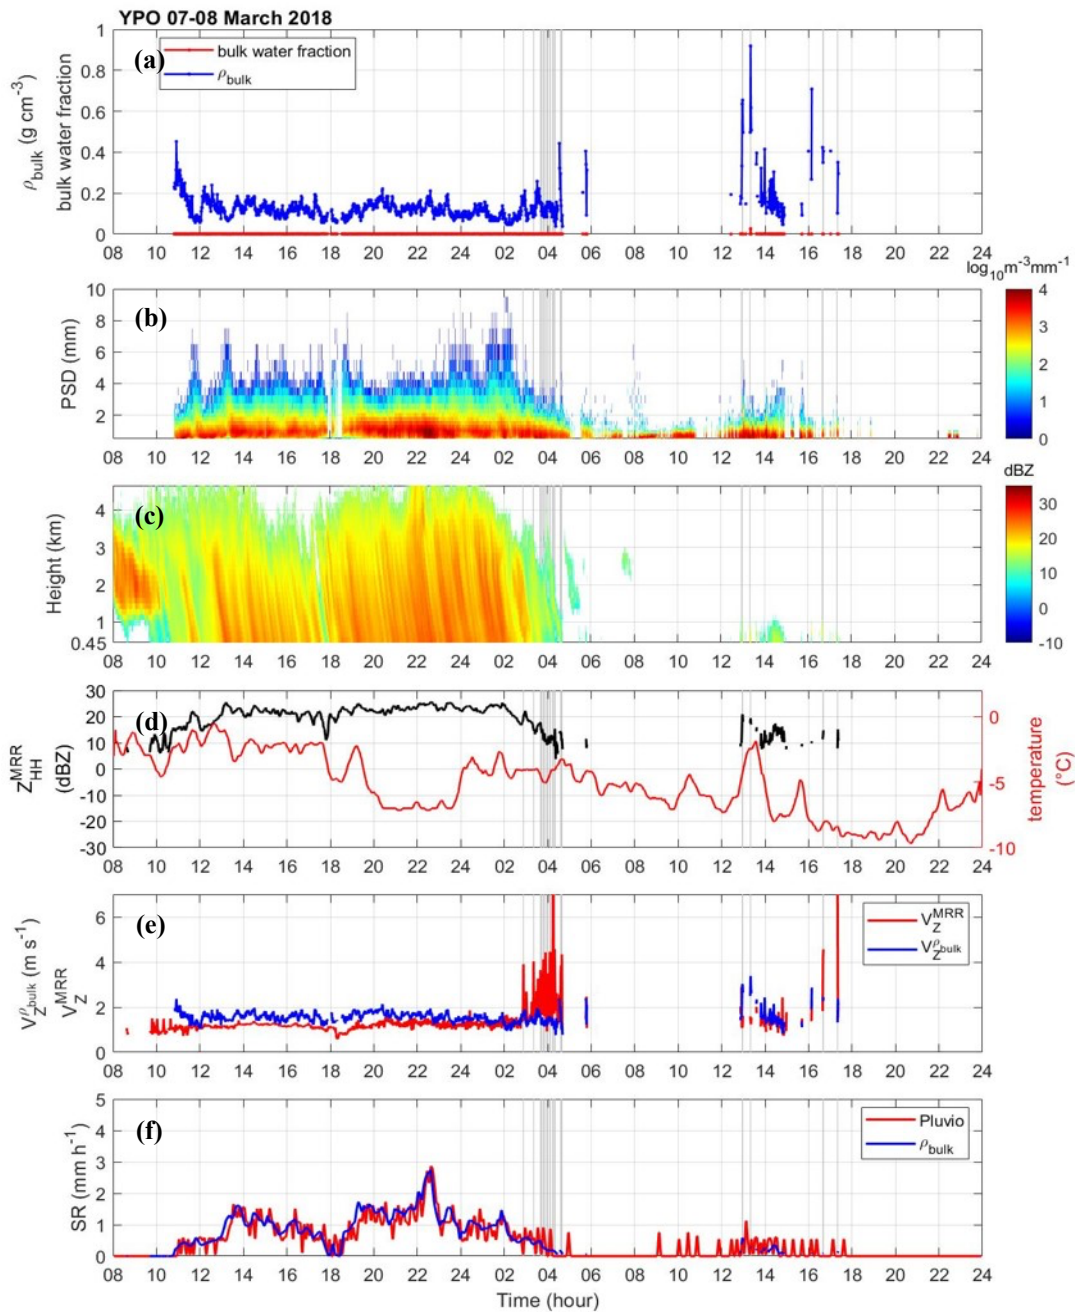 YPO 07-08 March 2018
(a)
bulk water fraction
ρbulk
ρbulk (g cm-3)
bulk water fraction
1
0.8
0.6
0.4
0.2
0
08 10 12 14 16 18 20 22 24 02 04 06 08 10 12 14 16 18 20 22 24
log10m-3mm-1
(b)
PSD (mm)
10
8
6
4
2
4
3
2
1
0
08 10 12 14 16 18 20 22 24 02 04 06 08 10 12 14 16 18 20 22 24
dBZ
(c)
Height (km)
4
3
2
1
0.45
30
20
10
0
-10
08 10 12 14 16 18 20 22 24 02 04 06 08 10 12 14 16 18 20 22 24
(d)
ZHHMRR
(dBZ)
30
20
10
0
-10
-20
-30
0
-5
-10
temperature
(°C)
08 10 12 14 16 18 20 22 24 02 04 06 08 10 12 14 16 18 20 22 24
(e)
VZMRR
VZρbulk
VZρbulk (m s-1)
VZMRR
6
4
2
0
08 10 12 14 16 18 20 22 24 02 04 06 08 10 12 14 16 18 20 22 24
(f)
Pluvio
ρbulk
SR (mm h-1)
5
4
3
2
1
0
08 10 12 14 16 18 20 22 24 02 04 06 08 10 12 14 16 18 20 22 24
Time (hour)